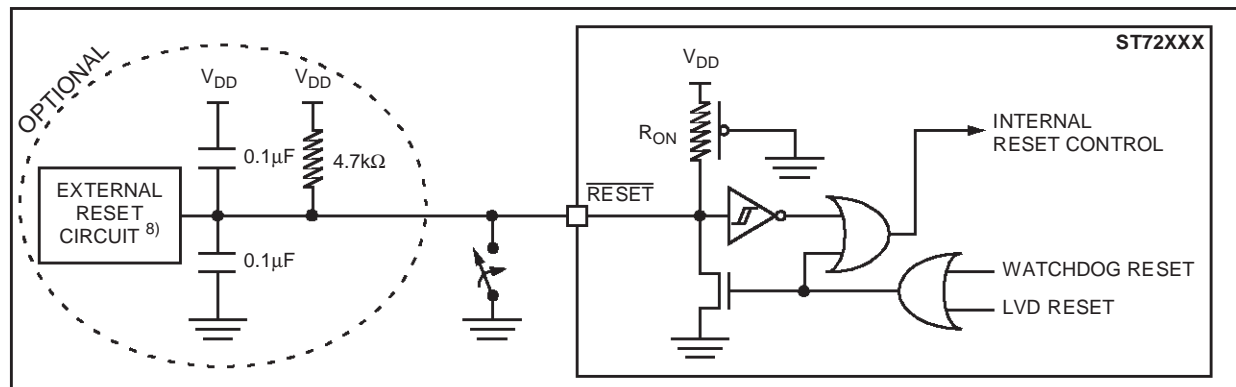 ST72XXX
OPTIONAL
V_DD
V_DD
V_DD
0.1μF
4.7kΩ
R_ON
INTERNAL
RESET CONTROL
EXTERNAL
RESET
CIRCUIT 8)
RESET
0.1μF
WATCHDOG RESET
LVD RESET